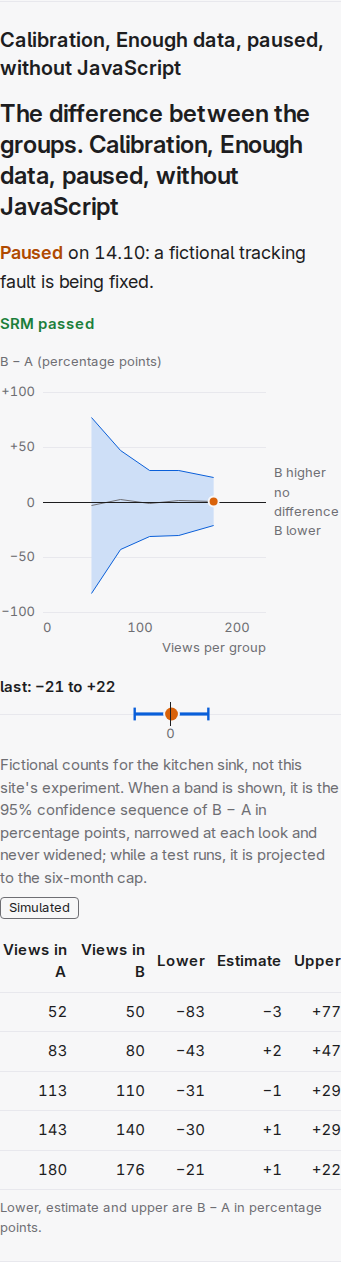 Calibration, Enough data, paused,
without JavaScript
The difference between the
groups. Calibration, Enough
data, paused, without
JavaScript
Paused on 14.10: a fictional tracking
fault is being fixed.
SRM passed
B − A (percentage points)
+100
+50
0
−50
−100
B higher
no
difference
B lower
0 100 200
Views per group
last: −21 to +22
0
Fictional counts for the kitchen sink, not this
site's experiment. When a band is shown, it is the
95% confidence sequence of B − A in
percentage points, narrowed at each look and
never widened; while a test runs, it is projected
to the six-month cap.
Simulated
Views in A Views in B Lower Estimate Upper
52 50 −83 −3 +77
83 80 −43 +2 +47
113 110 −31 −1 +29
143 140 −30 +1 +29
180 176 −21 +1 +22
Lower, estimate and upper are B − A in percentage
points.